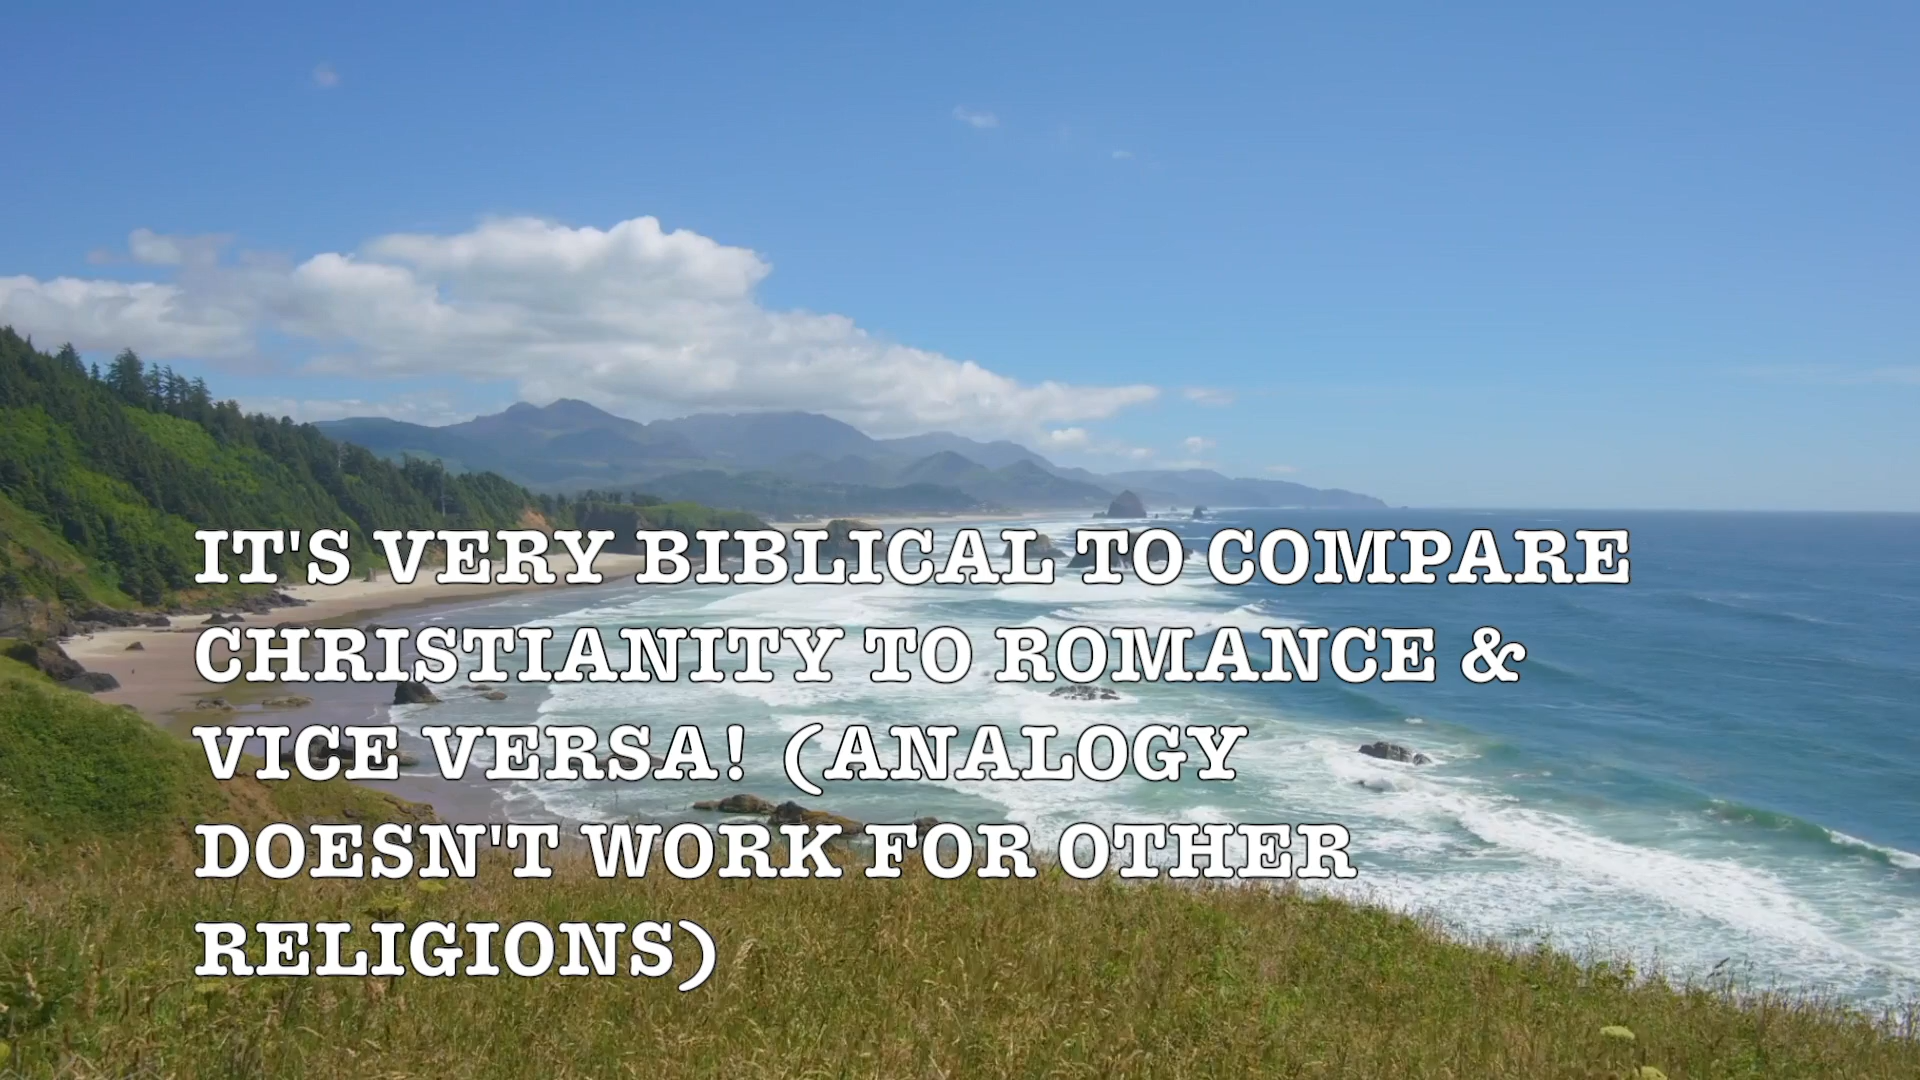 IT'S VERY BIBLICAL TO COMPARE
CHRISTIANITY TO ROMANCE &
VICE VERSA! (ANALOGY
DOESN'T WORK FOR OTHER
RELIGIONS)